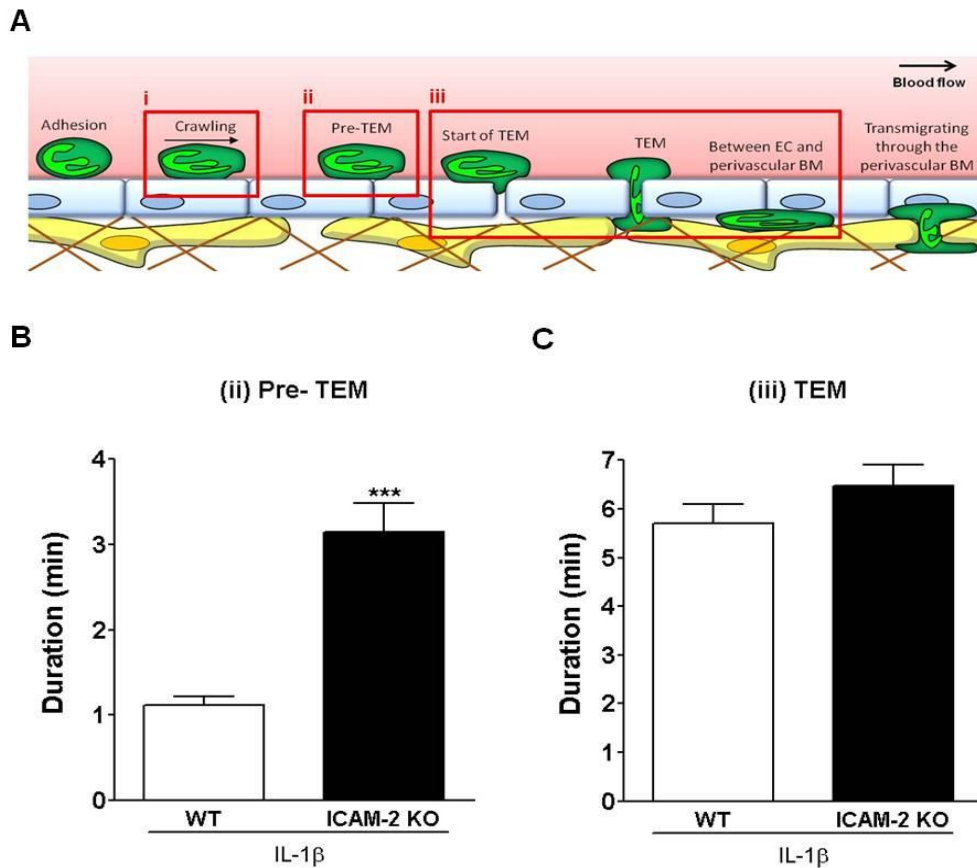 A
Blood flow
i
ii
iii
Adhesion
Crawling
Pre-TEM
Start of TEM
TEM
Between EC and
perivascular BM
Transmigrating
through the
perivascular BM
B
(ii) Pre- TEM
Duration (min)
4
3
2
1
0
***
WT
ICAM-2 KO
IL-1β
C
(iii) TEM
Duration (min)
7
6
5
4
3
2
1
0
WT
ICAM-2 KO
IL-1β